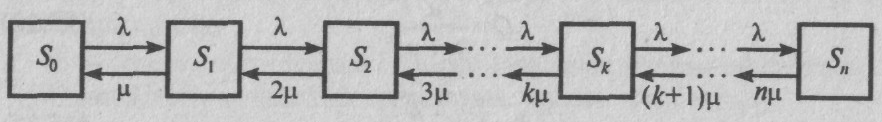 λ λ λ ... λ λ ... λ
S₀ S₁ S₂ ... Sₖ ... Sₙ
μ 2μ 3μ kμ (k+1)μ nμ